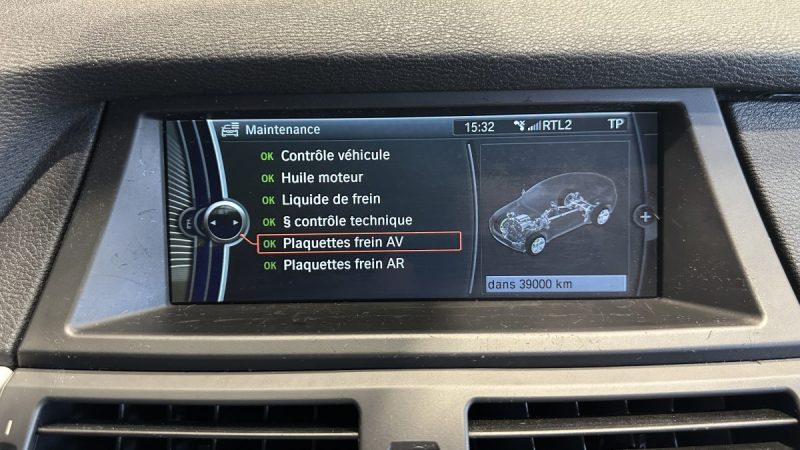 Maintenance 15:32 RTL2 TP
OK Contrôle véhicule
OK Huile moteur
OK Liquide de frein
OK § contrôle technique
OK Plaquettes frein AV
OK Plaquettes frein AR
E
+
dans 39000 km